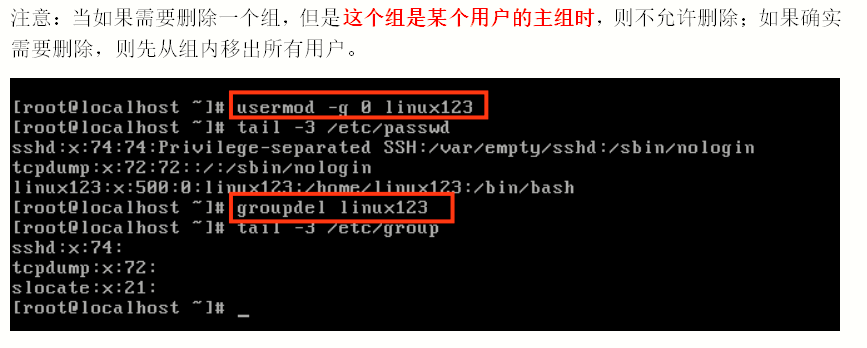 注意：当如果需要删除一个组，但是这个组是某个用户的主组时，则不允许删除；如果确实
需要删除，则先从组内移出所有用户。
[root@localhost ~]# usermod -g 0 linux123
[root@localhost ~]# tail -3 /etc/passwd
sshd:x:74:74:Privilege-separated SSH:/var/empty/sshd:/sbin/nologin
tcpdump:x:72:72::/:/sbin/nologin
linux123:x:500:0:linux123:/home/linux123:/bin/bash
[root@localhost ~]# groupdel linux123
[root@localhost ~]# tail -3 /etc/group
sshd:x:74:
tcpdump:x:72:
slocate:x:21:
[root@localhost ~]# _